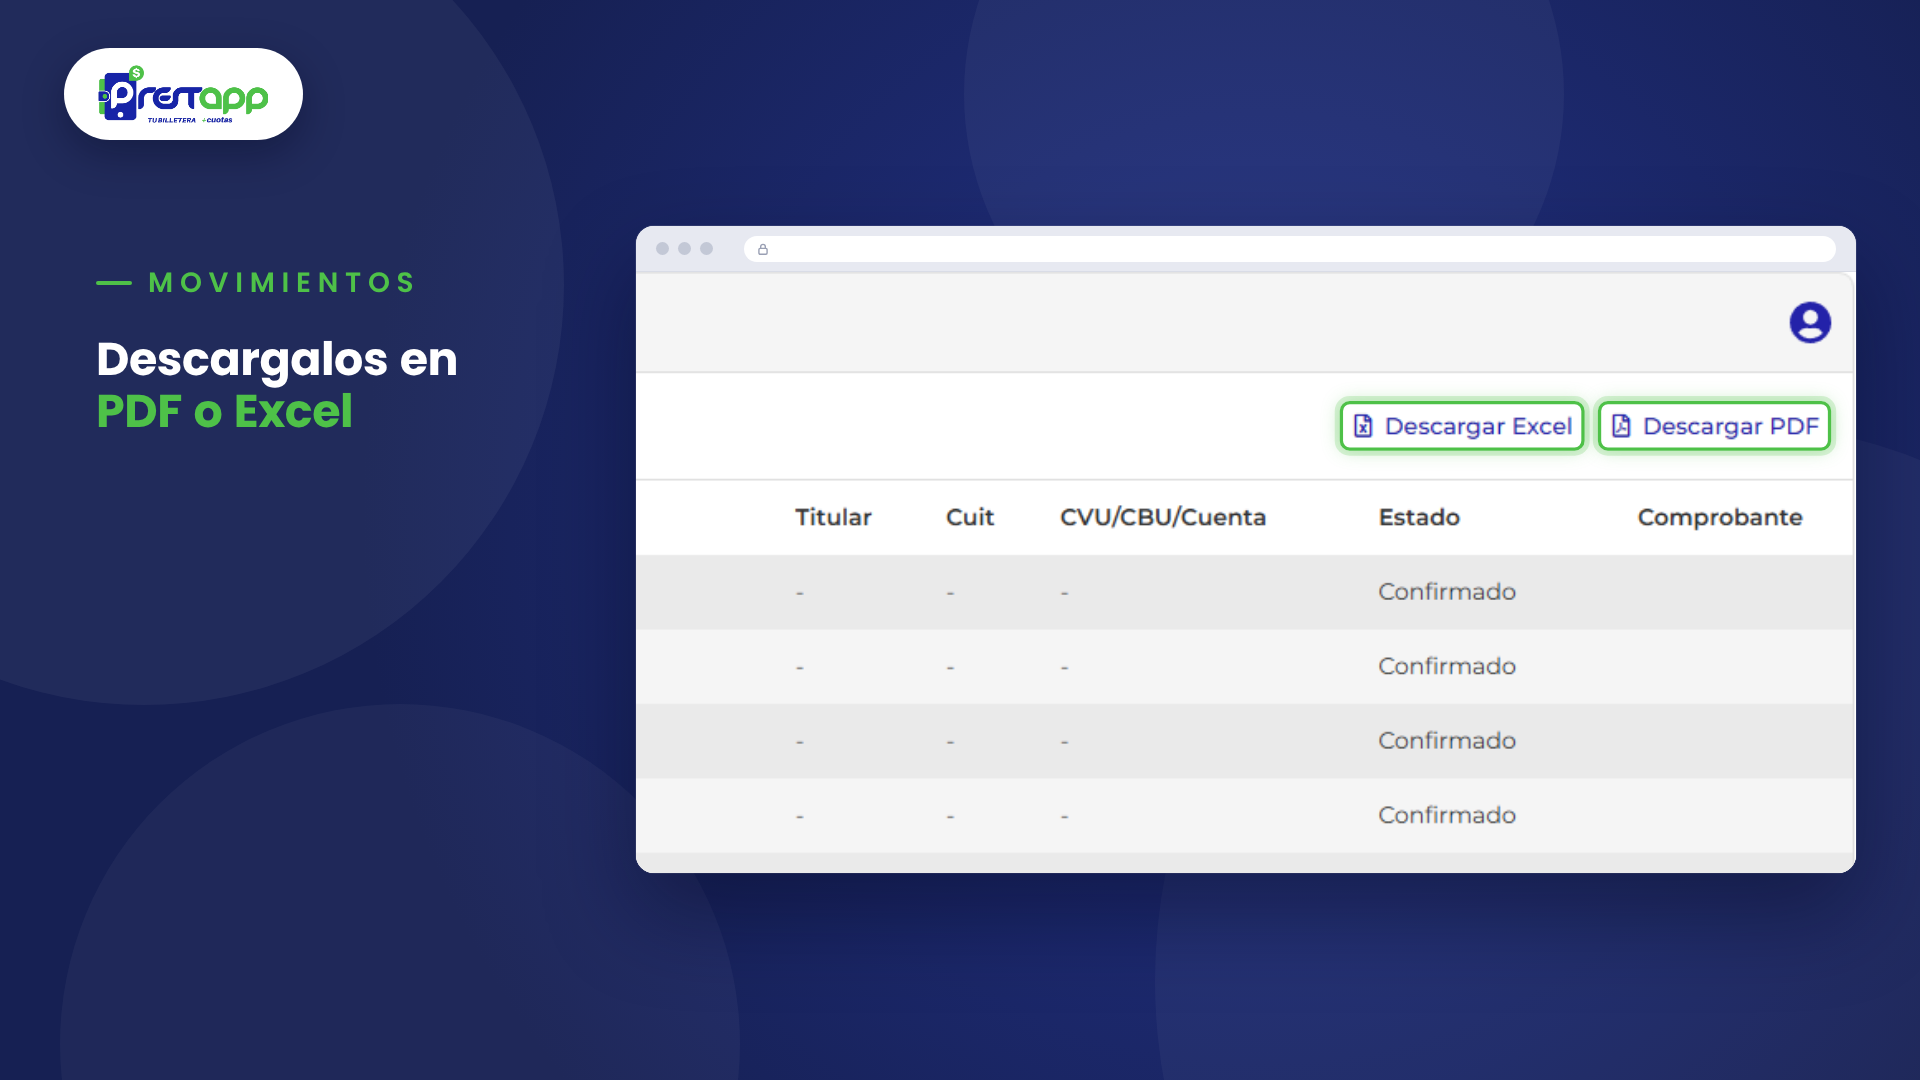 $
Prestapp
TU BILLETERA +cuotas
MOVIMIENTOS
Descargalos en
PDF o Excel
Descargar Excel Descargar PDF
Titular Cuit CVU/CBU/Cuenta Estado Comprobante
- - - Confirmado
- - - Confirmado
- - - Confirmado
- - - Confirmado